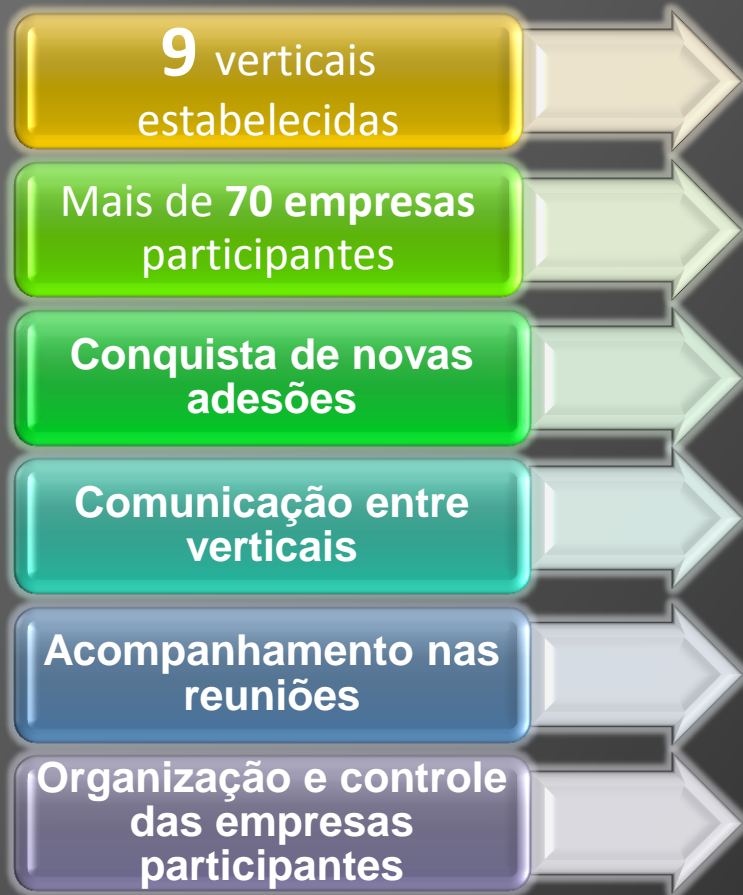 9 verticais
estabelecidas
Mais de 70 empresas
participantes
Conquista de novas
adesões
Comunicação entre
verticais
Acompanhamento nas
reuniões
Organização e controle
das empresas
participantes